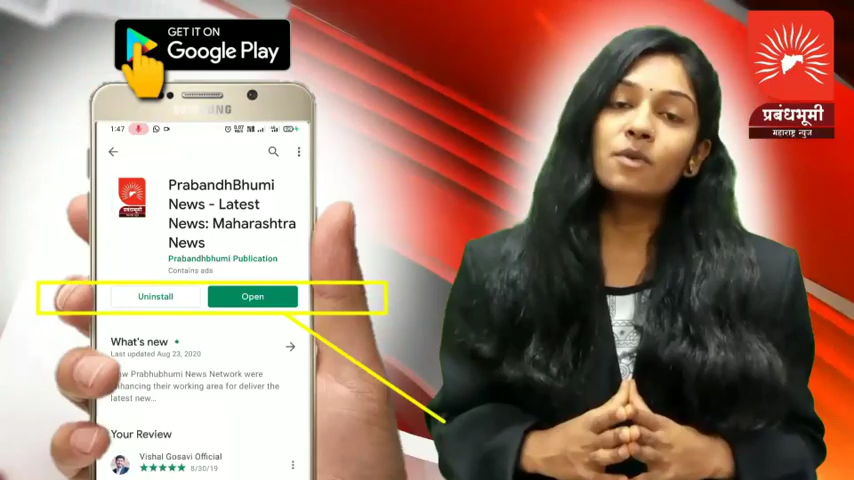 GET IT ON
Google Play
SAMSUNG
1:47
PrabandhBhumi
News - Latest
News: Maharashtra
News
Prabandhbhumi Publication
Contains ads
Uninstall
Open
What's new
Last updated Aug 23, 2020
Prabhubhumi News Network were
enhancing their working area for deliver the
latest new...
Your Review
Vishal Gosavi Official
8/30/19
प्रबंधभूमी
महाराष्ट्र न्युज